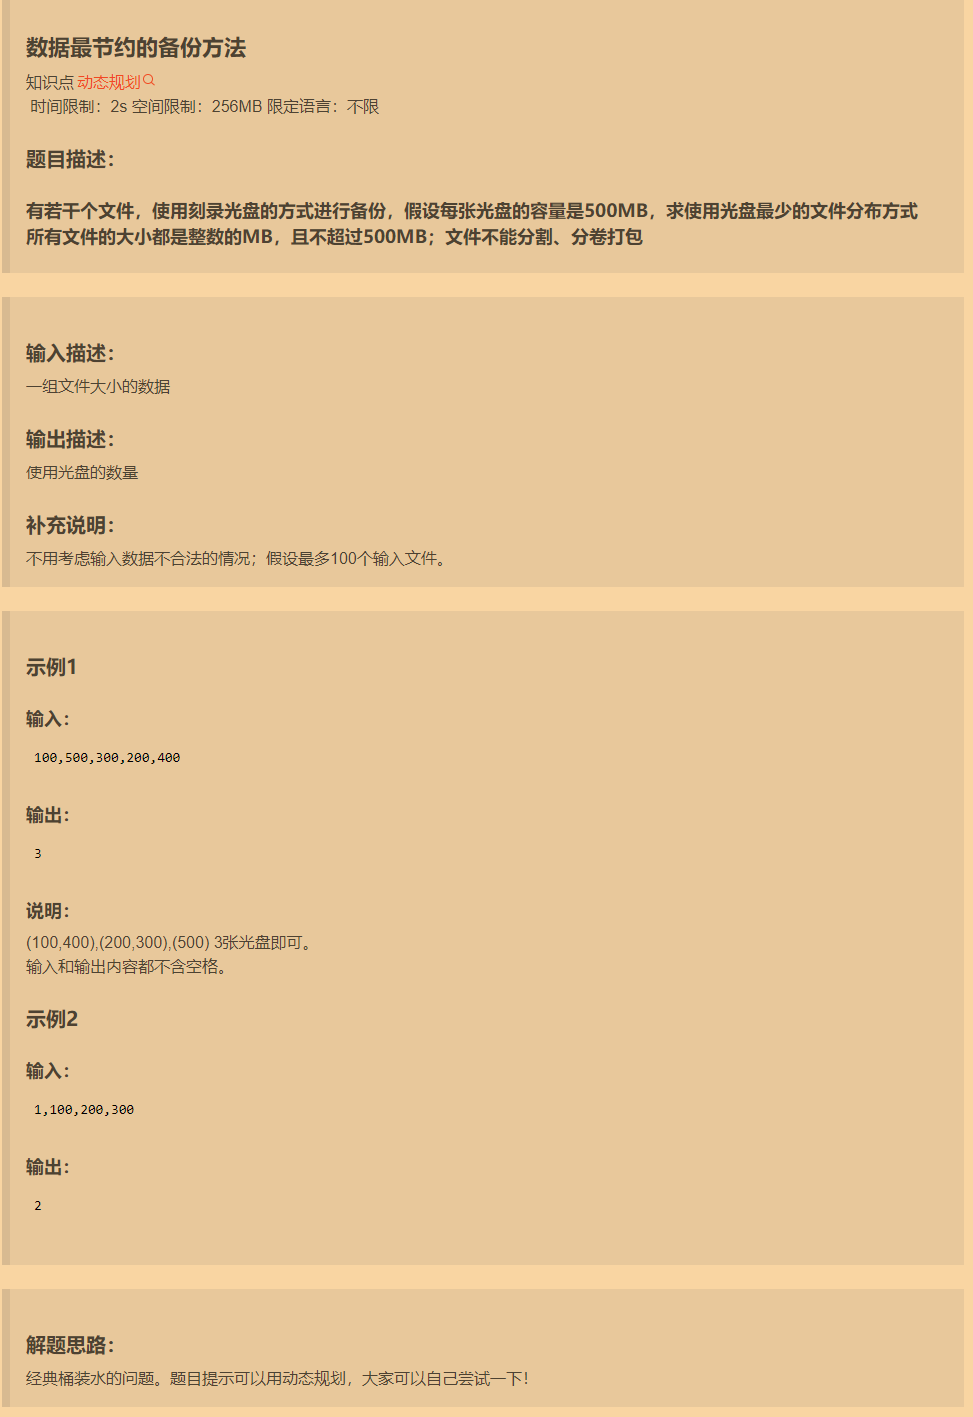 数据最节约的备份方法
知识点 动态规划
时间限制：2s 空间限制：256MB 限定语言：不限
题目描述：
有若干个文件，使用刻录光盘的方式进行备份，假设每张光盘的容量是500MB，求使用光盘最少的文件分布方式
所有文件的大小都是整数的MB，且不超过500MB；文件不能分割、分卷打包
输入描述：
一组文件大小的数据
输出描述：
使用光盘的数量
补充说明：
不用考虑输入数据不合法的情况；假设最多100个输入文件。
示例1
输入：
100,500,300,200,400
输出：
3
说明：
(100,400),(200,300),(500) 3张光盘即可。
输入和输出内容都不含空格。
示例2
输入：
1,100,200,300
输出：
2
解题思路：
经典桶装水的问题。题目提示可以用动态规划，大家可以自己尝试一下！